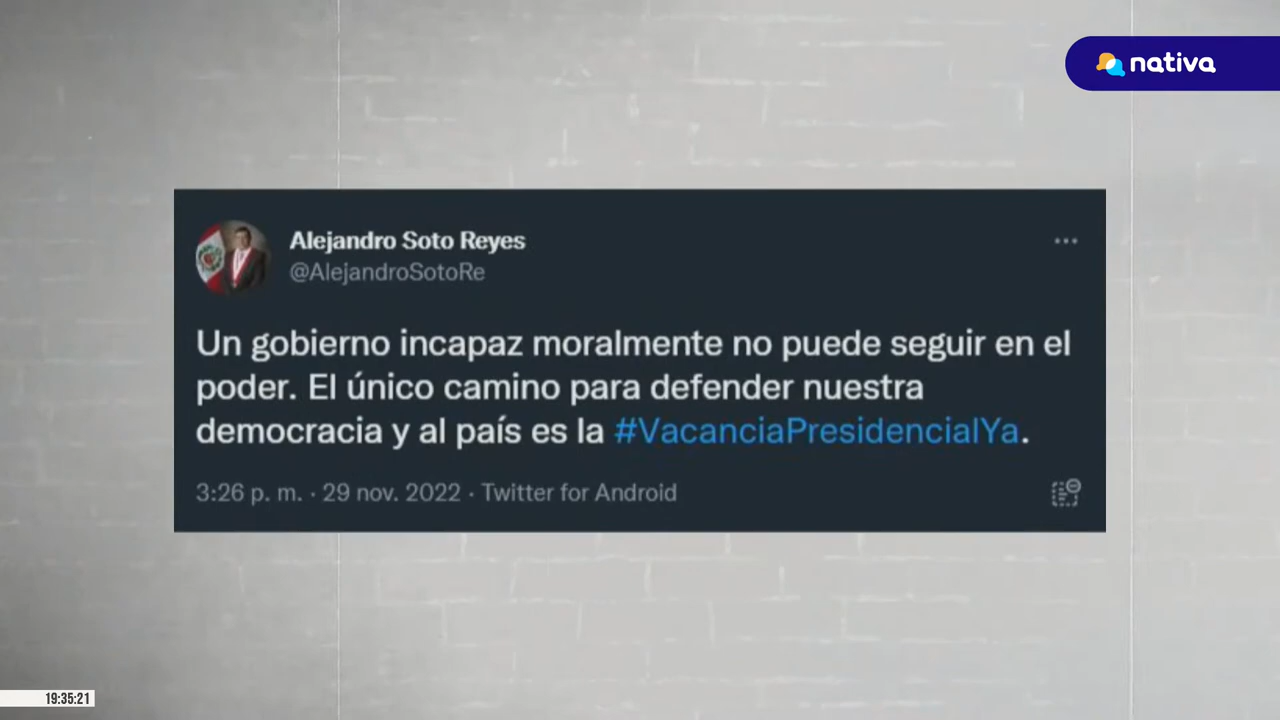 nativa
Alejandro Soto Reyes
@AlejandroSotoRe
Un gobierno incapaz moralmente no puede seguir en el
poder. El único camino para defender nuestra
democracia y al país es la #VacanciaPresidencialYa.
3:26 p. m. · 29 nov. 2022 · Twitter for Android
19:35:21